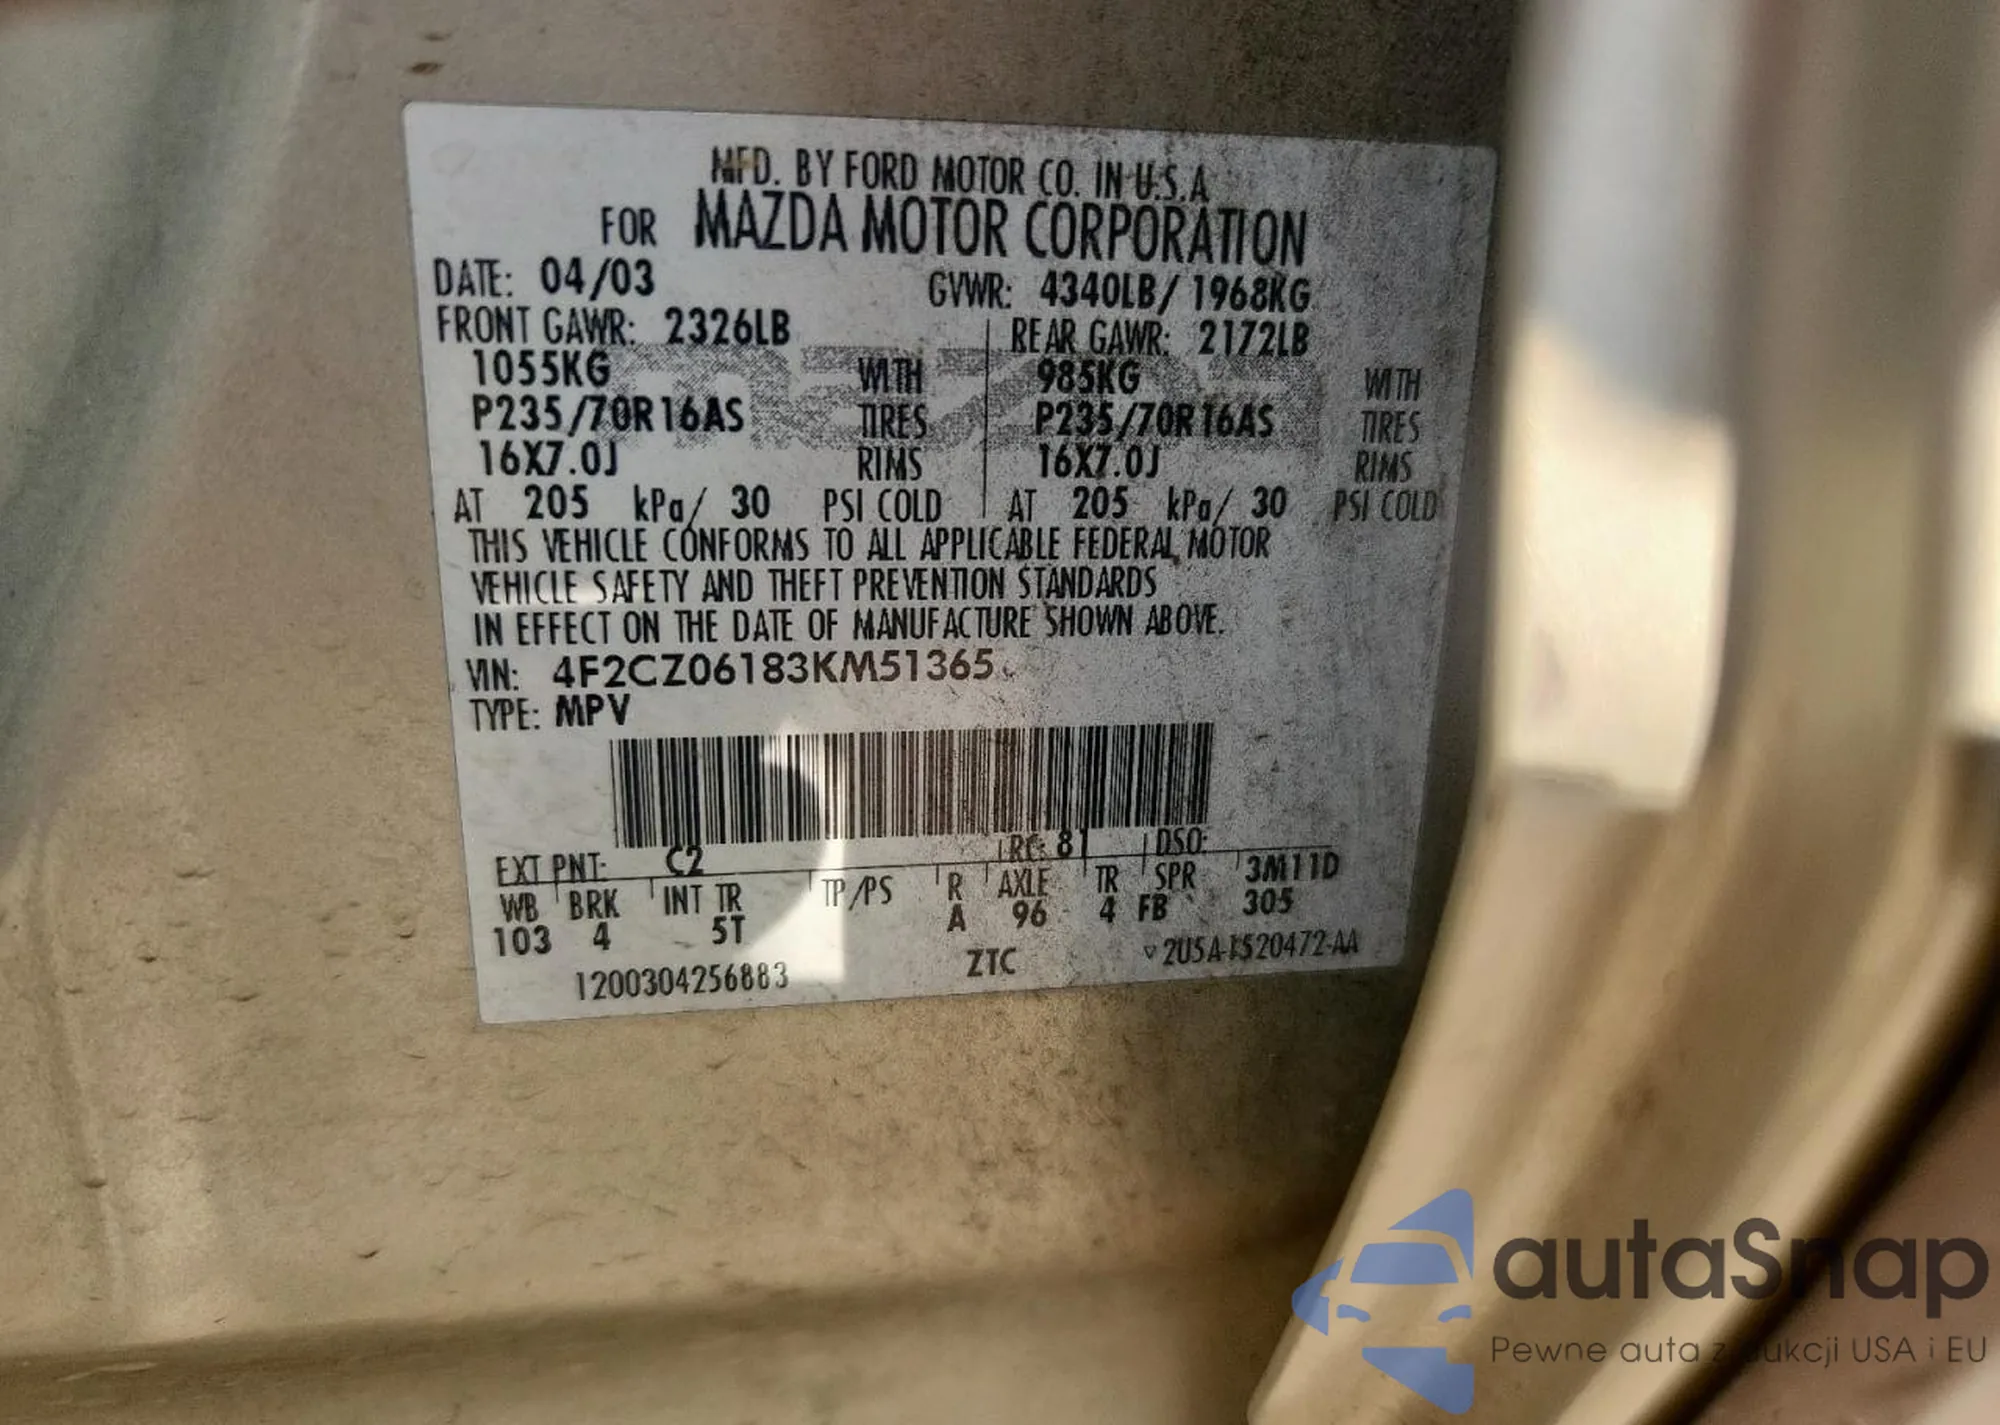 MFD. BY FORD MOTOR CO. IN U.S.A
FOR MAZDA MOTOR CORPORATION
DATE: 04/03 GVWR: 4340LB/ 1968KG
FRONT GAWR: 2326LB REAR GAWR: 2172LB
1055KG WITH 985KG WITH
P235/70R16AS TIRES P235/70R16AS TIRES
16X7.0J RIMS 16X7.0J RIMS
AT 205 kPa/ 30 PSI COLD AT 205 kPa/ 30 PSI COLD
THIS VEHICLE CONFORMS TO ALL APPLICABLE FEDERAL MOTOR
VEHICLE SAFETY AND THEFT PREVENTION STANDARDS
IN EFFECT ON THE DATE OF MANUFACTURE SHOWN ABOVE.
VIN: 4F2CZ06183KM51365
TYPE: MPV
EXT PNT: C2 RC: 81 DSO:
WB BRK INT TR TP/PS R AXLE TR SPR 3M11D
103 4 5T A 96 4 FB 305
1200304256883 ZTC
autaSnap
Pewne auta z aukcji USA i EU